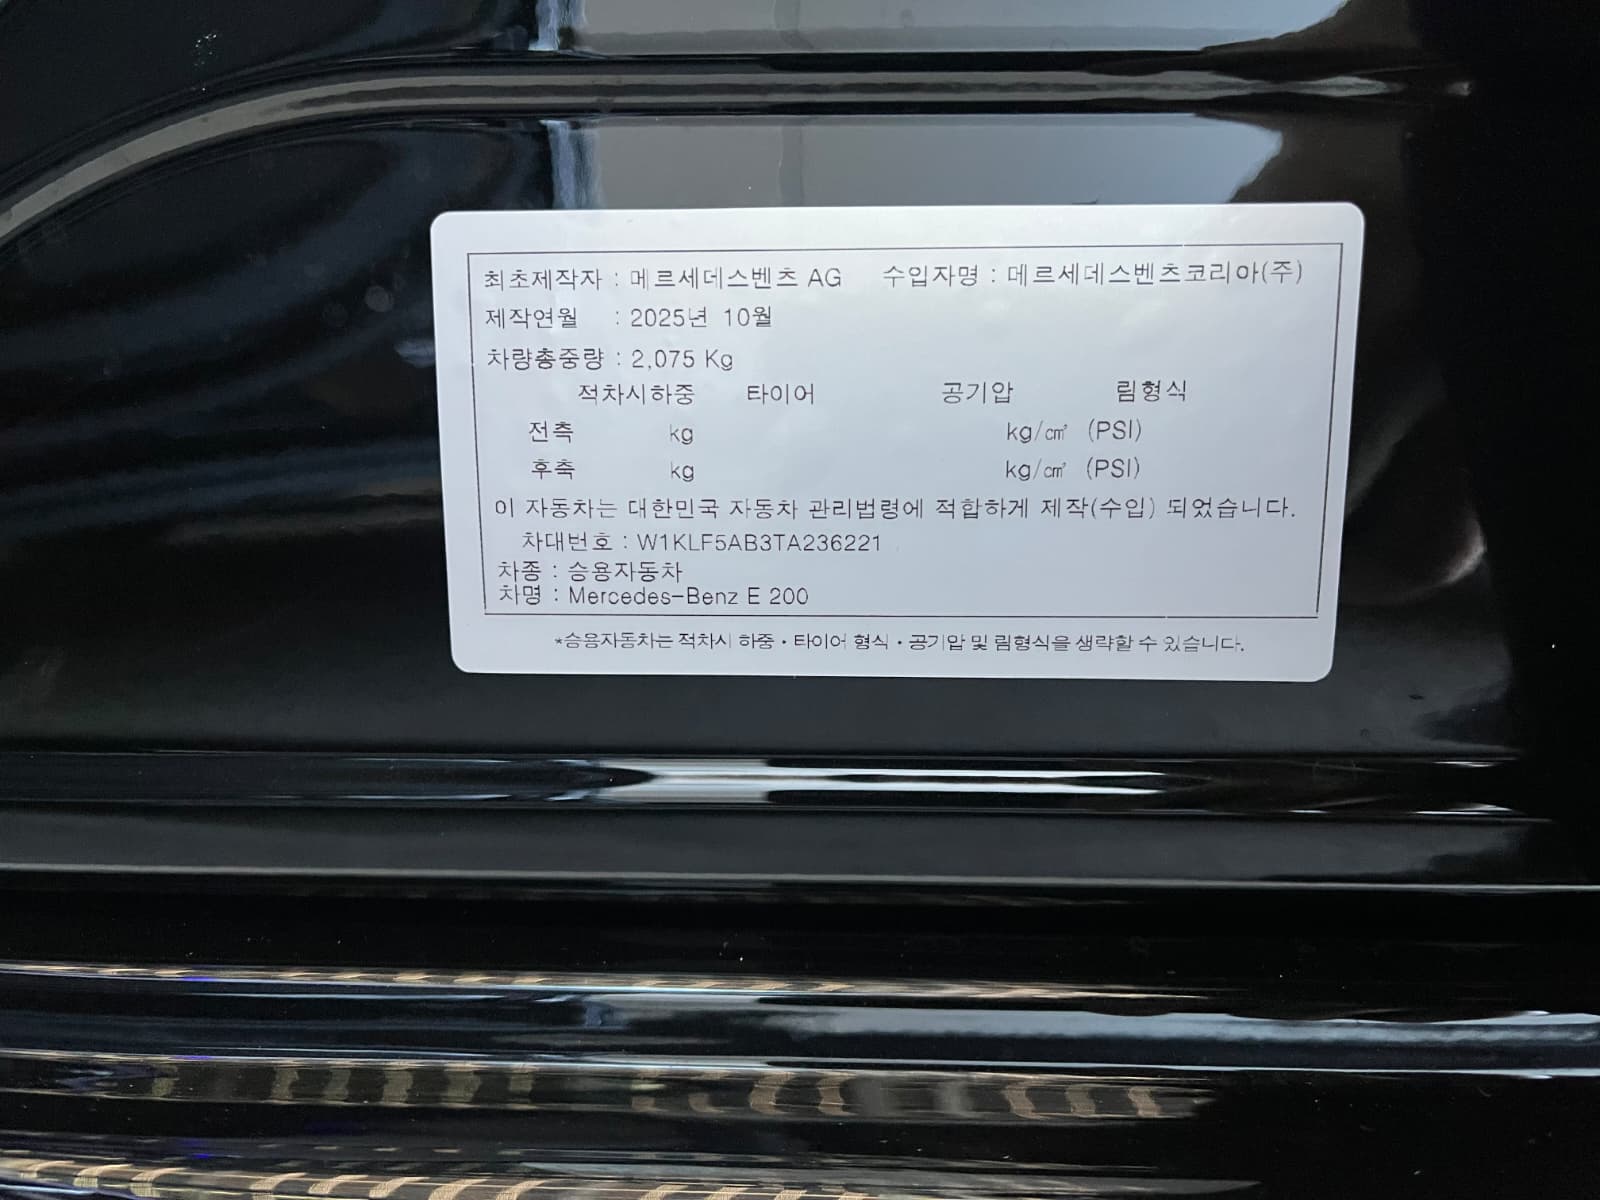 최초제작자 : 메르세데스벤츠 AG 수입자명 : 메르세데스벤츠코리아(주)
제작연월 : 2025년 10월
차량총중량 : 2,075 Kg
적차시하중 타이어 공기압 림형식
전축 kg kg/㎠ (PSI)
후축 kg kg/㎠ (PSI)
이 자동차는 대한민국 자동차 관리법령에 적합하게 제작(수입) 되었습니다.
차대번호 : W1KLF5AB3TA236221
차종 : 승용자동차
차명 : Mercedes-Benz E 200
*승용자동차는 적차시 하중·타이어 형식·공기압 및 림형식을 생략할 수 있습니다.